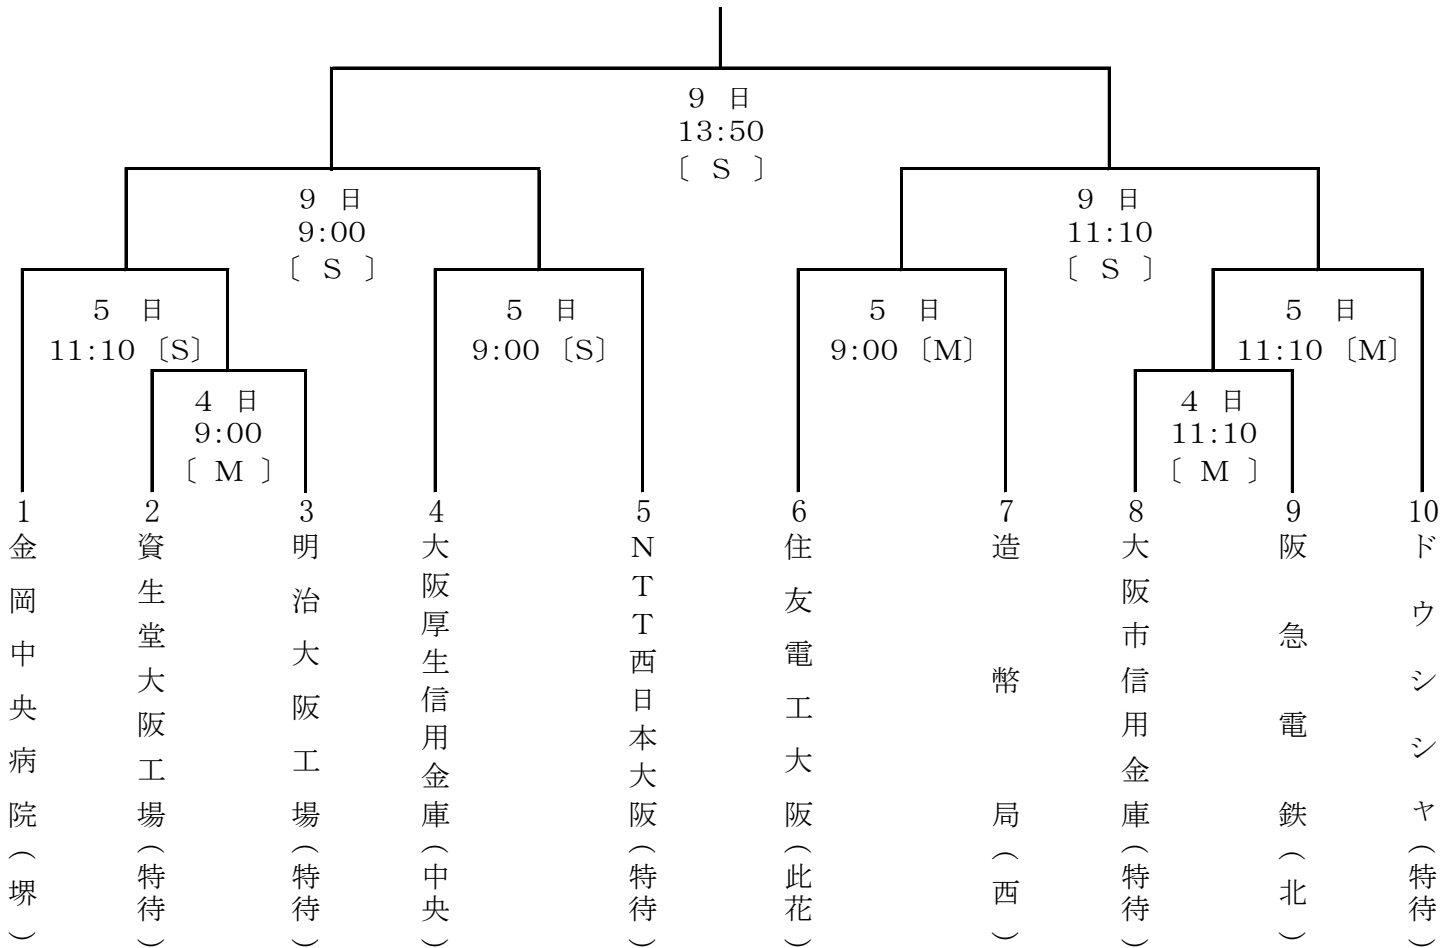 9 日
13:50
〔 S 〕
9 日
9:00
〔 S 〕
9 日
11:10
〔 S 〕
5 日
11:10 〔S〕
5 日
9:00 〔S〕
5 日
9:00 〔M〕
5 日
11:10 〔M〕
4 日
9:00
〔 M 〕
4 日
11:10
〔 M 〕
1 金岡中央病院（堺）
2 資生堂大阪工場（特待）
3 明治大阪工場（特待）
4 大阪厚生信用金庫（中央）
5 NTT西日本大阪（特待）
6 住友電工大阪（此花）
7 造幣局（西）
8 大阪市信用金庫（特待）
9 阪急電鉄（北）
10 ドウシシヤ（特待）